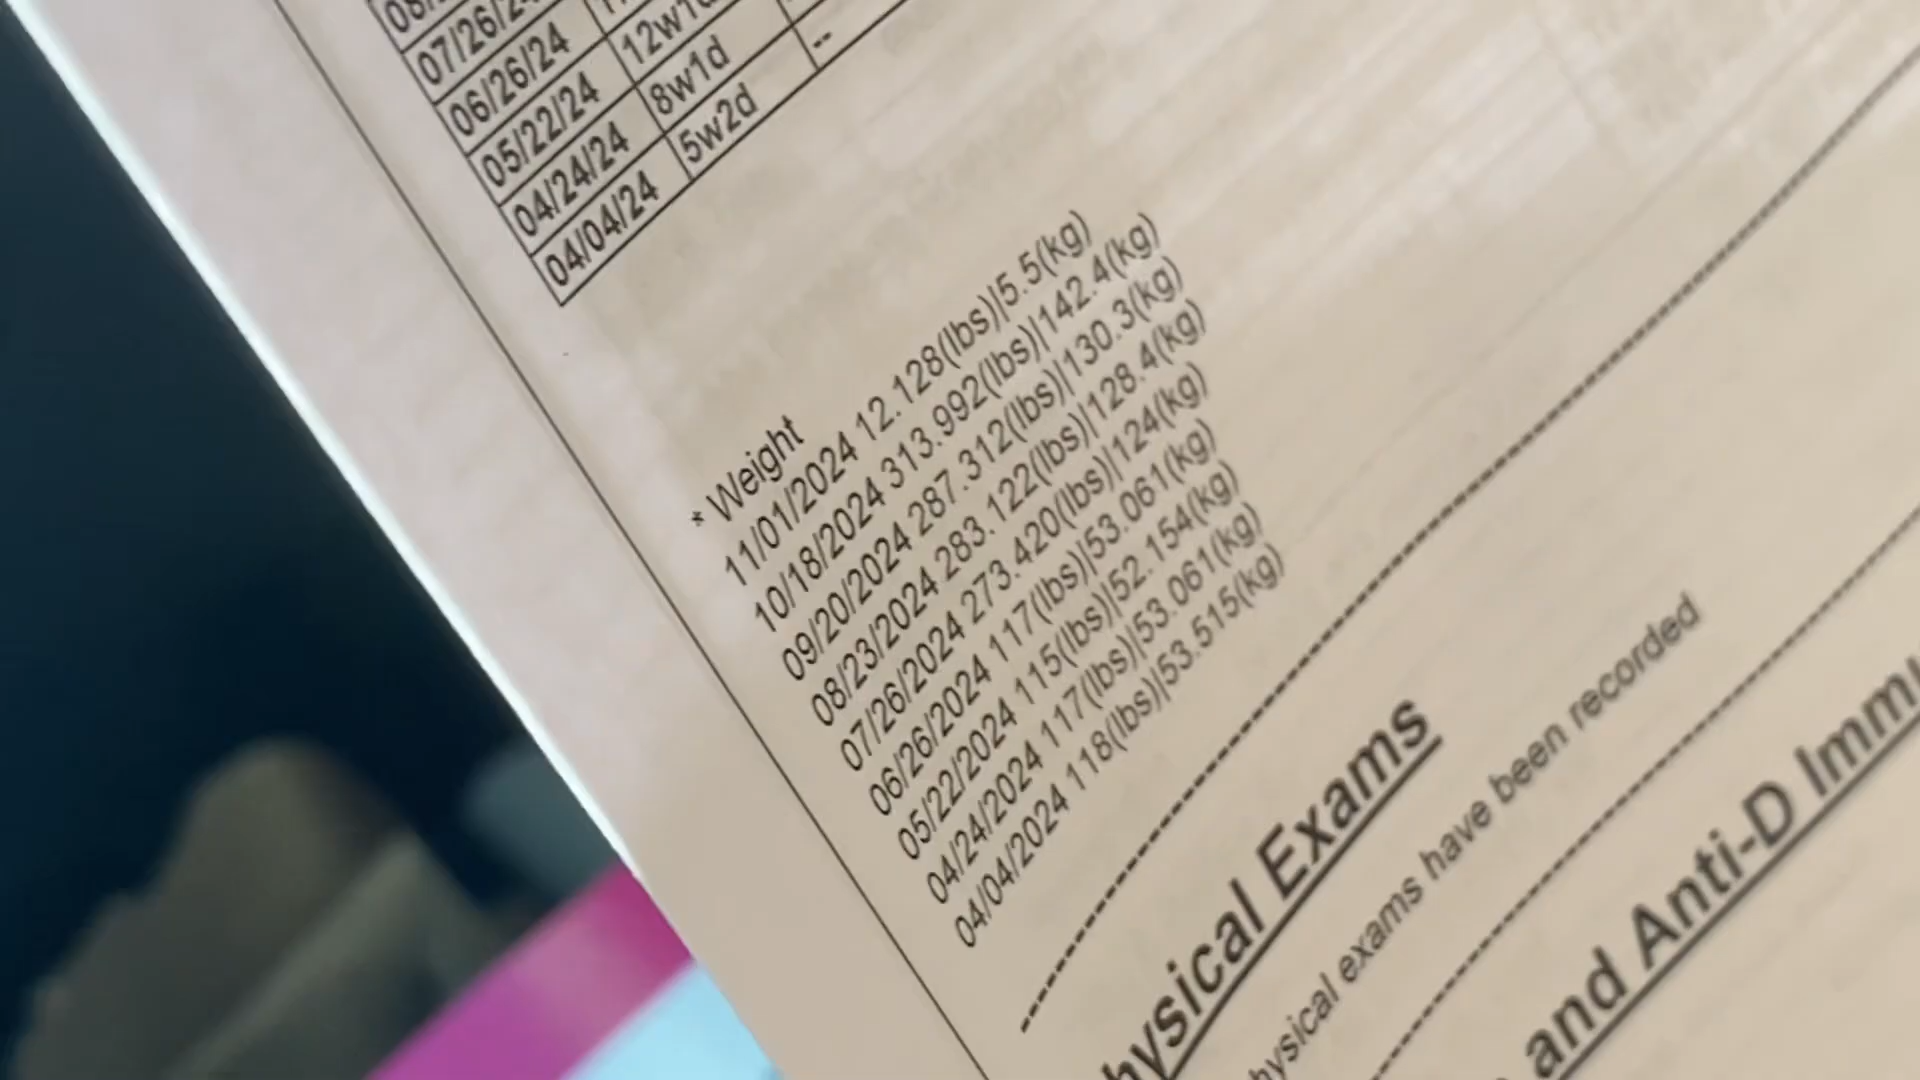 07/26/24
06/26/24
05/22/24 12w1d
04/24/24 8w1d --
04/04/24 5w2d
* Weight
11/01/2024 12.128(lbs)|5.5(kg)
10/18/2024 313.992(lbs)|142.4(kg)
09/20/2024 287.312(lbs)|130.3(kg)
08/23/2024 283.122(lbs)|128.4(kg)
07/26/2024 273.420(lbs)|124(kg)
06/26/2024 117(lbs)|53.061(kg)
05/22/2024 115(lbs)|52.154(kg)
04/24/2024 117(lbs)|53.061(kg)
04/04/2024 118(lbs)|53.515(kg)
hysical Exams
hysical exams have been recorded
and Anti-D Imm